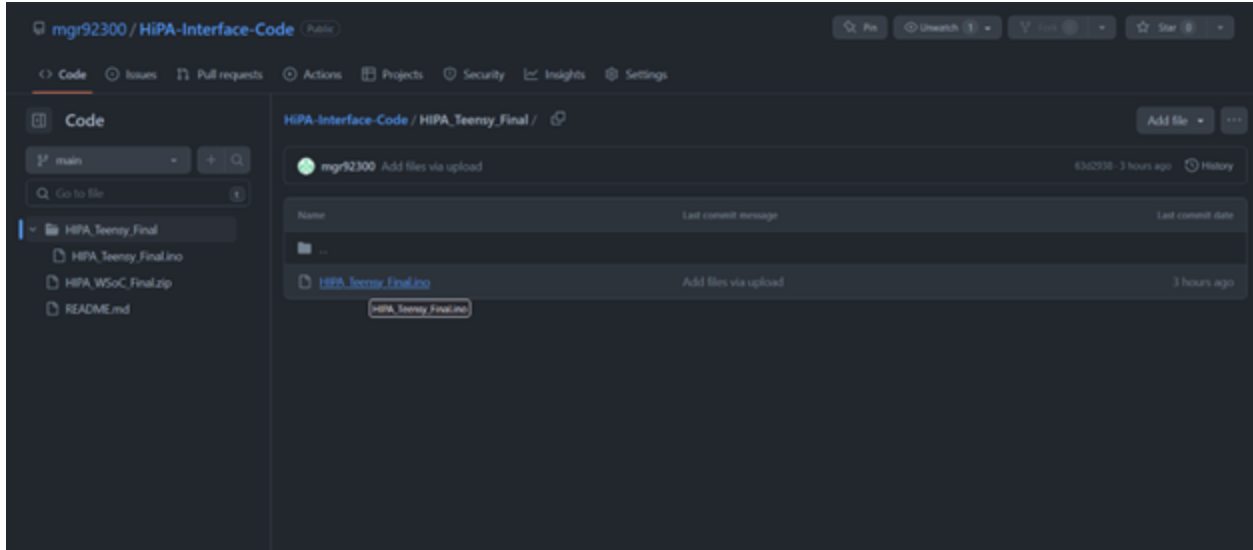 mgr92300 / HiPA-Interface-Code Public
Pin Unwatch 1 Fork Star 0
Code Issues Pull requests Actions Projects Security Insights Settings
Code
main
Go to file t
HIPA_Teensy_Final
HIPA_Teensy_Final.ino
HIPA_WSoC_Final.zip
README.md
HiPA-Interface-Code / HIPA_Teensy_Final /
Add file
mgr92300 Add files via upload
63d2938 · 3 hours ago History
Name Last commit message Last commit date
..
HIPA_Teensy_Final.ino Add files via upload 3 hours ago
HIPA_Teensy_Final.ino